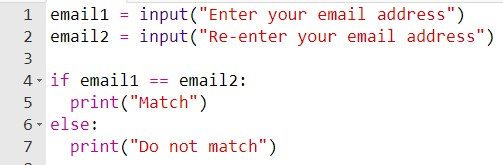 1 email1 = input("Enter your email address")
2 email2 = input("Re-enter your email address")
3
4 if email1 == email2:
5   print("Match")
6 else:
7   print("Do not match")